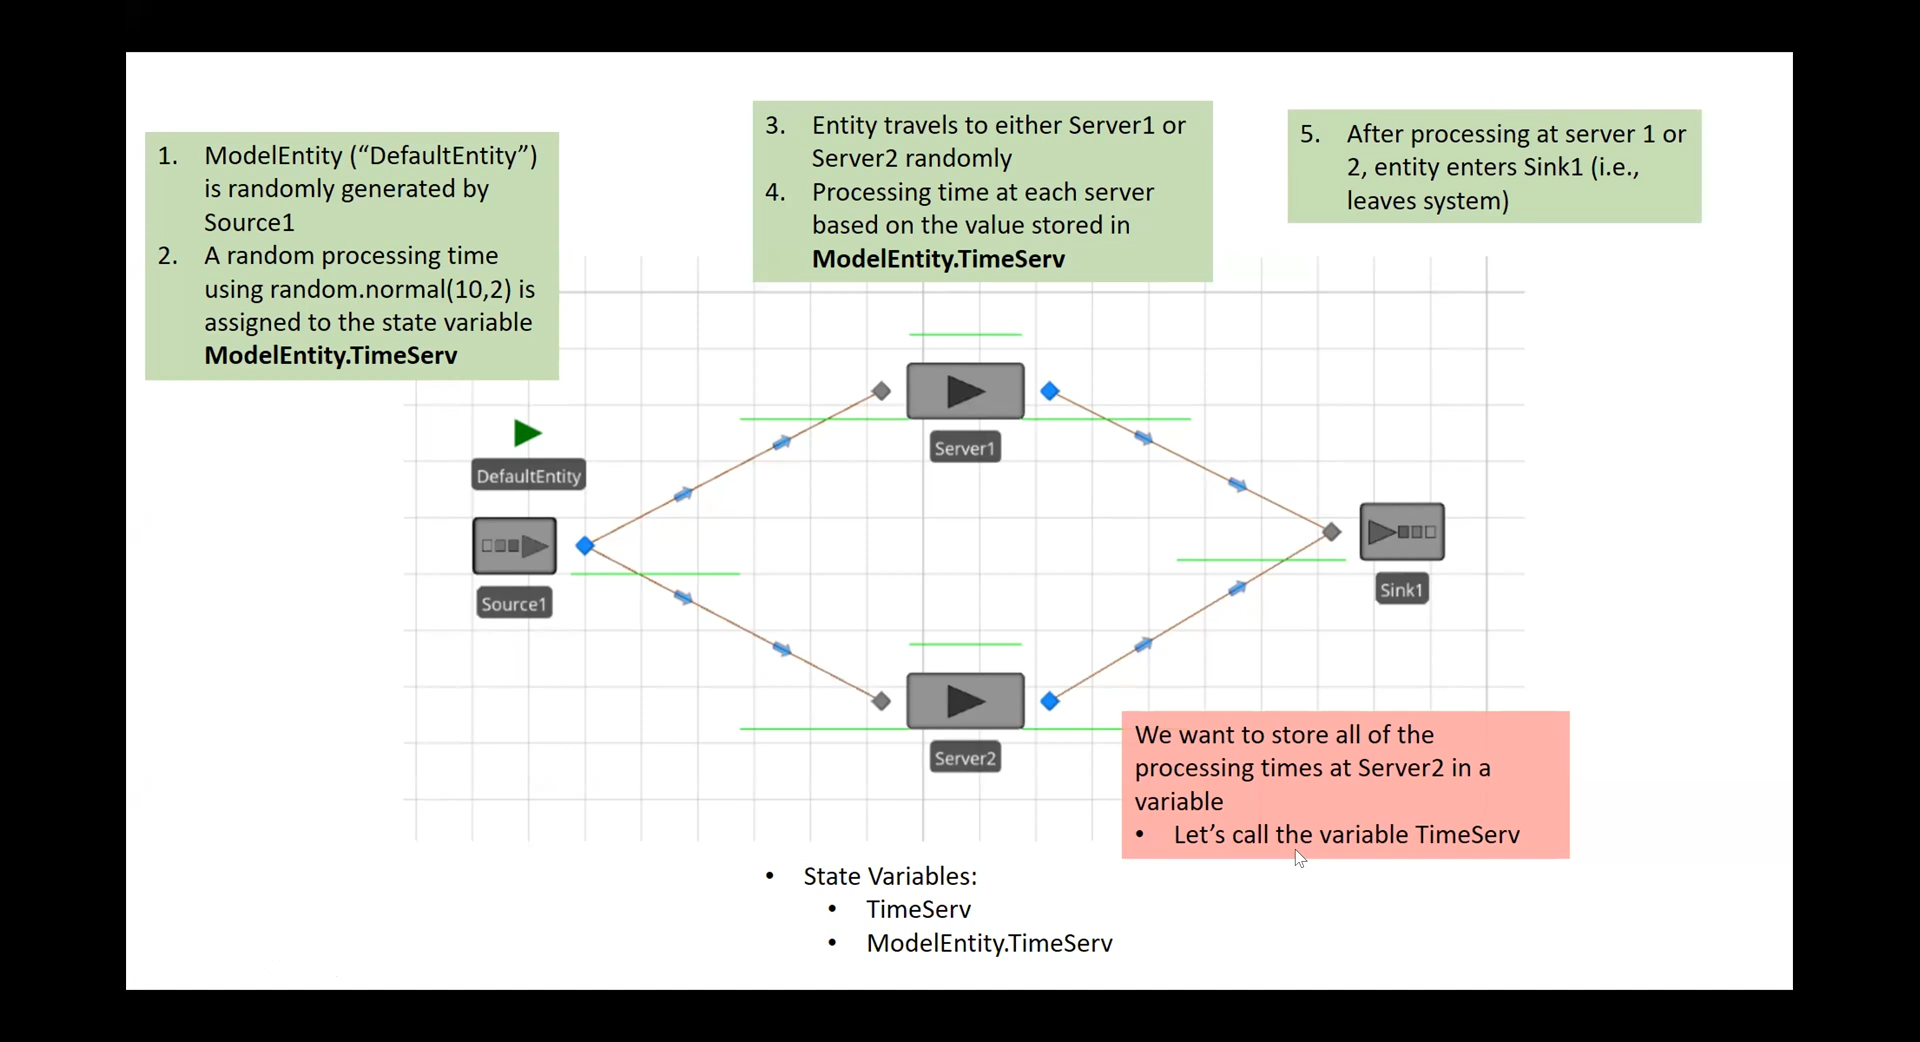 1. ModelEntity (“DefaultEntity”)
is randomly generated by
Source1
2. A random processing time
using random.normal(10,2) is
assigned to the state variable
ModelEntity.TimeServ
3. Entity travels to either Server1 or
Server2 randomly
4. Processing time at each server
based on the value stored in
ModelEntity.TimeServ
5. After processing at server 1 or
2, entity enters Sink1 (i.e.,
leaves system)
DefaultEntity
Source1
Server1
Server2
Sink1
We want to store all of the
processing times at Server2 in a
variable
• Let’s call the variable TimeServ
• State Variables:
• TimeServ
• ModelEntity.TimeServ